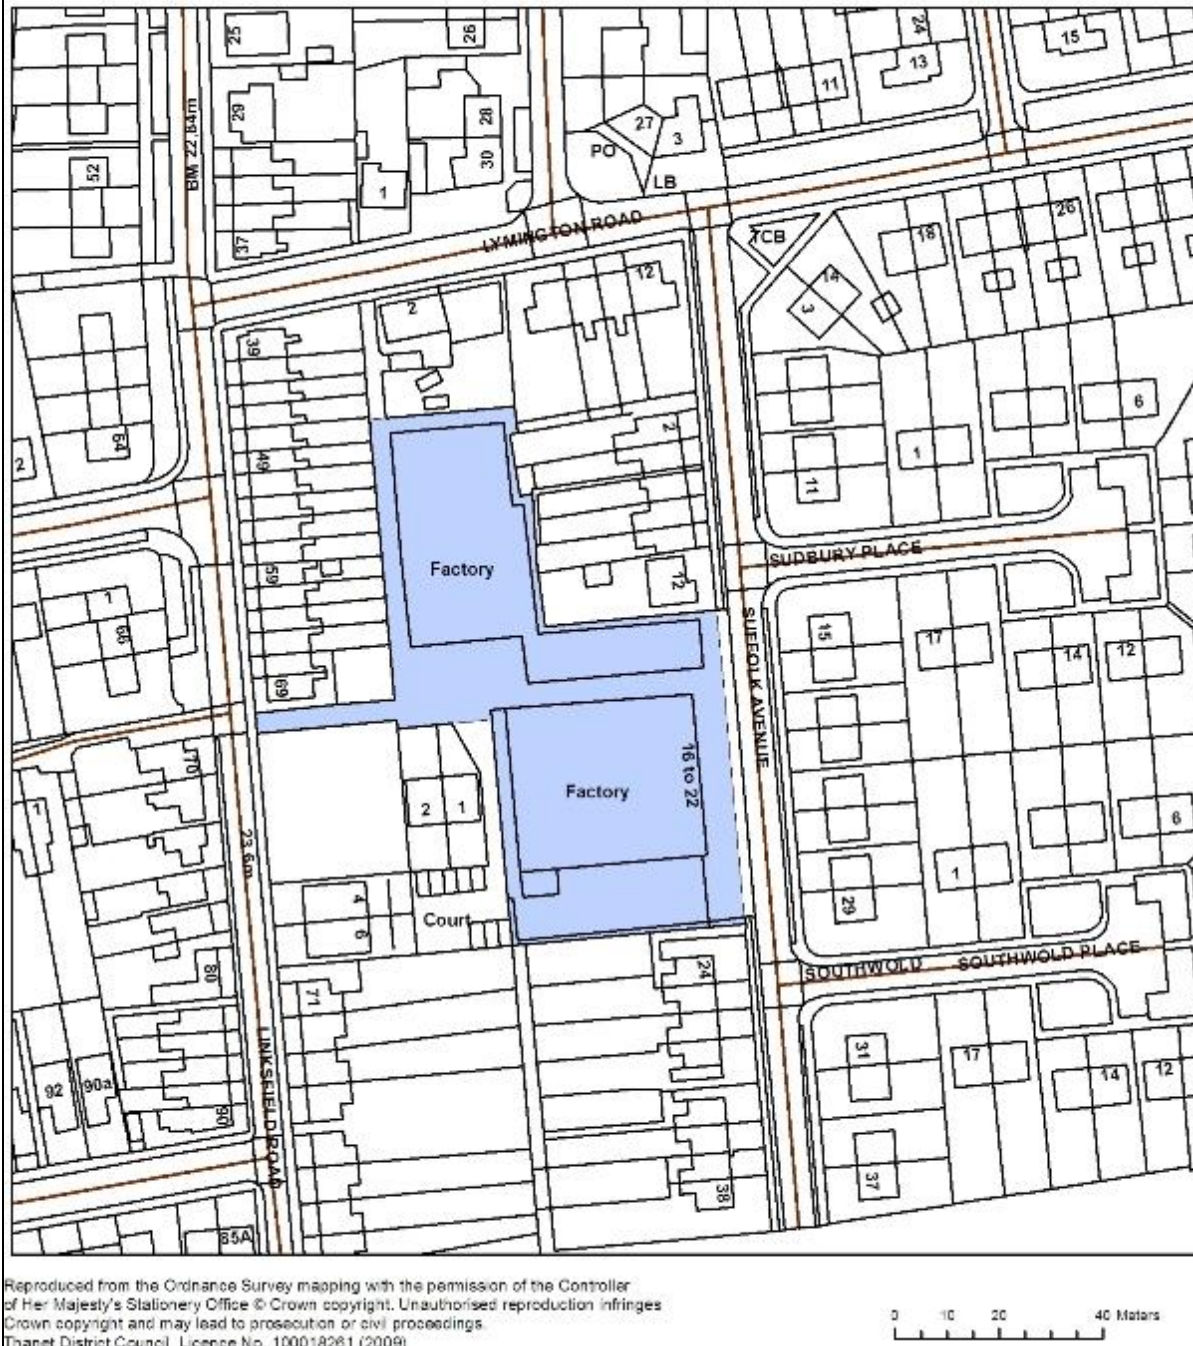 25
26
24
15
13
11
29
28
27
3
BM 22.84m
PO
30
52
1
LB
37
LYMINGTON ROAD
TCB
18
26
12
14
3
2
39
2
6
64
49
1
2
11
SUDBURY PLACE
Factory
59
12
1
66
SUFFOLK AVENUE
15
17
14
12
69
70
16 to 22
Factory
1
2
1
6
23.6m
1
29
4
6
Court
SOUTHWOLD
SOUTHWOLD PLACE
24
80
71
31
17
14
12
92
90a
90
LINKSFIELD ROAD
37
38
85A
Reproduced from the Ordnance Survey mapping with the permission of the Controller
of Her Majesty's Stationery Office © Crown copyright. Unauthorised reproduction infringes
Crown copyright and may lead to prosecution or civil proceedings.
Thanet District Council Licence No. 100018261 (2009)
0 20 40 Meters